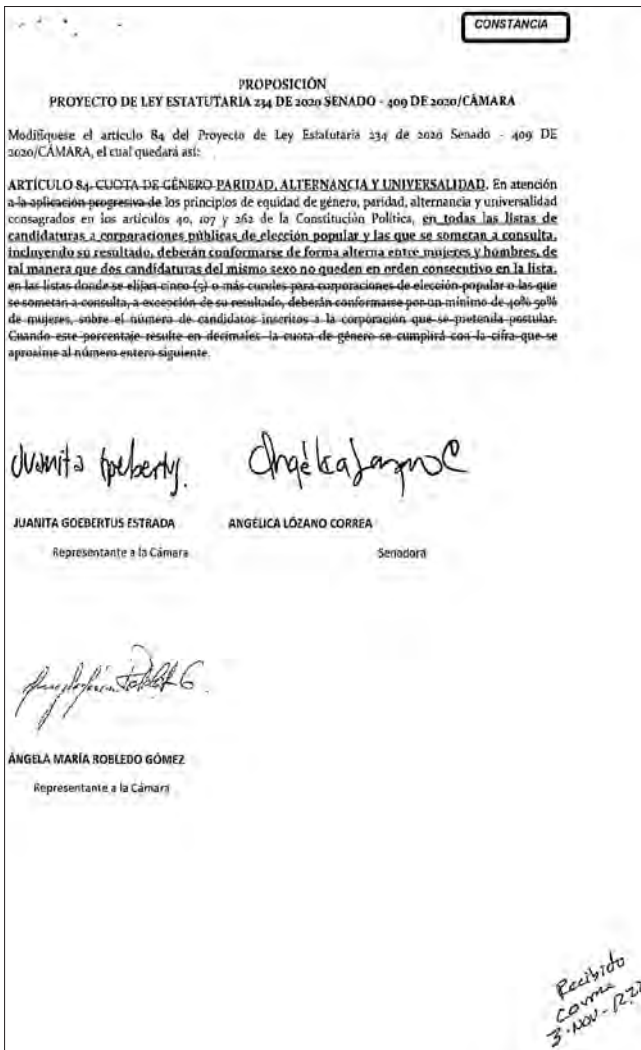 CONSTANCIA
PROPOSICIÓN
PROYECTO DE LEY ESTATUTARIA 234 DE 2020 SENADO - 409 DE 2020/CÁMARA
Modifíquese el artículo 84 del Proyecto de Ley Estatutaria 234 de 2020 Senado - 409 DE
2020/CÁMARA, el cual quedará así:
ARTÍCULO 84. CUOTA DE GÉNERO PARIDAD, ALTERNANCIA Y UNIVERSALIDAD. En atención
a la aplicación progresiva de los principios de equidad de género, paridad, alternancia y universalidad
consagrados en los artículos 40, 107 y 262 de la Constitución Política, en todas las listas de
candidaturas a corporaciones públicas de elección popular y las que se sometan a consulta,
incluyendo su resultado, deberán conformarse de forma alterna entre mujeres y hombres, de
tal manera que dos candidaturas del mismo sexo no queden en orden consecutivo en la lista.
en las listas donde se elijan cinco (5) o más curules para corporaciones de elección popular o las que
se sometan a consulta, a excepción de su resultado, deberán conformarse por un mínimo de 40% 50%
de mujeres, sobre el número de candidatos inscritos a la corporación que se pretenda postular.
Cuando este porcentaje resulte en decimales la cuota de género se cumplirá con la cifra que se
aproxime al número entero siguiente.
Juanita Goebertus. Angélica Lozano C
JUANITA GOEBERTUS ESTRADA ANGÉLICA LÓZANO CORREA
Representante a la Cámara Senadora
ÁNGELA MARÍA ROBLEDO GÓMEZ
Representante a la Cámara
Recibido
3-NOV-